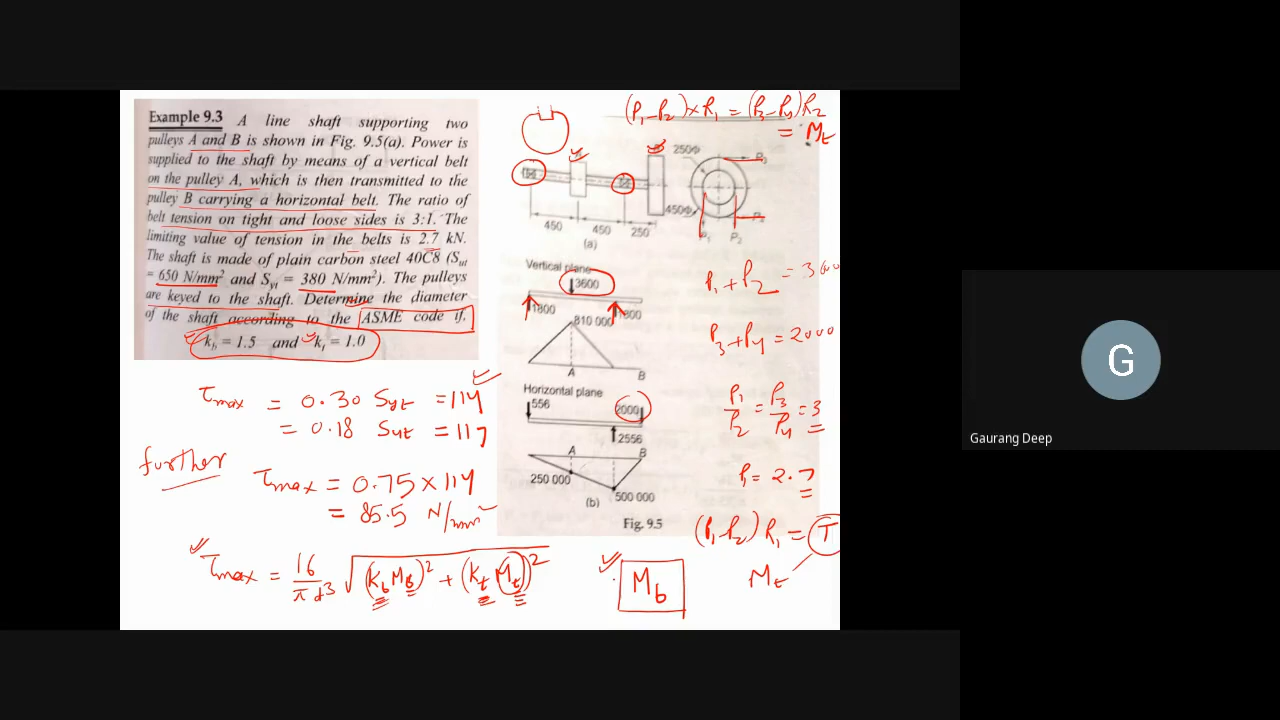 Example 9.3 A line shaft supporting two
pulleys A and B is shown in Fig. 9.5(a). Power is
supplied to the shaft by means of a vertical belt
on the pulley A, which is then transmitted to the
pulley B carrying a horizontal belt. The ratio of
belt tension on tight and loose sides is 3:1. The
limiting value of tension in the belts is 2.7 kN.
The shaft is made of plain carbon steel 40C8 (Sut
= 650 N/mm² and Syt = 380 N/mm²). The pulleys
are keyed to the shaft. Determine the diameter
of the shaft according to the ASME code if,
kb = 1.5 and kt = 1.0
τmax = 0.30 Syt = 114
= 0.18 Sut = 117
further
τmax = 0.75 × 114
= 85.5 N/mm²
τmax = 16/πd³ √(kb Mb)² + (kt Mt)²
(P1-P2) × R1 = (P3-P4) R2
= Mt
250Φ
450Φ
P3
P1 P2
450 450 250
(a)
Vertical plane
3600
1800 1800
810 000
A B
Horizontal plane
556 2000
2556
A B
250 000
500 000
(b)
Fig. 9.5
P1 + P2 = 3600
P3 + P4 = 2000
P1/P2 = P3/P4 = 3
P1 = 2.7
(P1-P2) R1 = T
Mt
Mb
G
Gaurang Deep